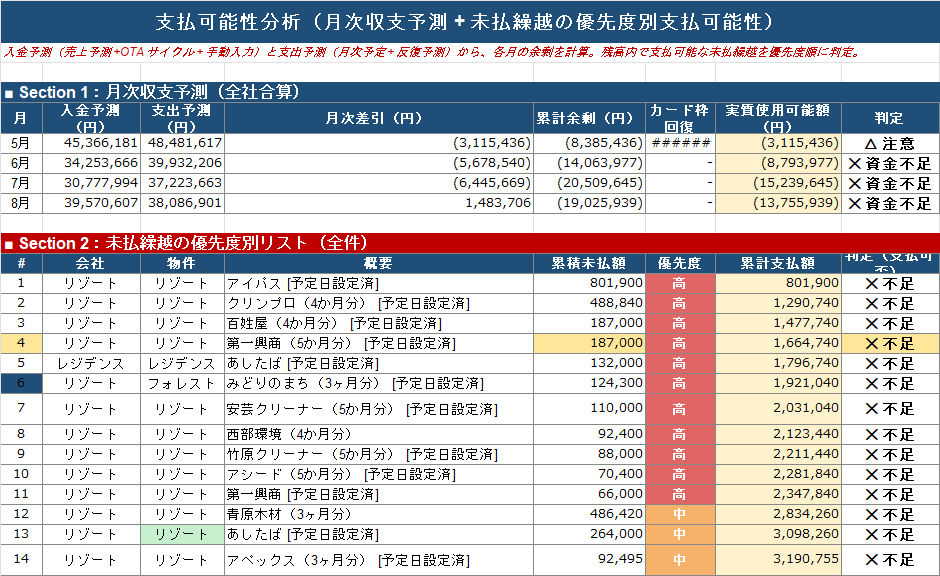 支払可能性分析（月次収支予測 + 未払繰越の優先度別支払可能性）
入金予測（売上予測+OTAサイクル+手動入力）と支出予測（月次予定+反復予測）から、各月の余剰を計算。残高内で支払可能な未払繰越を優先度順に判定。
■ Section 1：月次収支予測（全社合算）
月 入金予測（円） 支出予測（円） 月次差引（円） 累計余剰（円） カード枠回復 実質使用可能額（円） 判定
5月 45,366,181 48,481,617 (3,115,436) (8,385,436) ###### (3,115,436) △ 注意
6月 34,253,666 39,932,206 (5,678,540) (14,063,977) - (8,793,977) ✕ 資金不足
7月 30,777,994 37,223,663 (6,445,669) (20,509,645) - (15,239,645) ✕ 資金不足
8月 39,570,607 38,086,901 1,483,706 (19,025,939) - (13,755,939) ✕ 資金不足
■ Section 2：未払繰越の優先度別リスト（全件）
# 会社 物件 概要 累積未払額 優先度 累計支払額
1 リゾート リゾート アイパス [予定日設定済] 801,900 高 801,900 ✕ 不足
2 リゾート リゾート クリンプロ（4か月分） [予定日設定済] 488,840 高 1,290,740 ✕ 不足
3 リゾート リゾート 百姓屋（4か月分） [予定日設定済] 187,000 高 1,477,740 ✕ 不足
4 リゾート リゾート 第一興商（5か月分） [予定日設定済] 187,000 高 1,664,740 ✕ 不足
5 レジデンス レジデンス あしたば [予定日設定済] 132,000 高 1,796,740 ✕ 不足
6 リゾート フォレスト みどりのまち（3ヶ月分） [予定日設定済] 124,300 高 1,921,040 ✕ 不足
7 リゾート リゾート 安芸クリーナー（5か月分） [予定日設定済] 110,000 高 2,031,040 ✕ 不足
8 リゾート リゾート 西部環境（4か月分） 92,400 高 2,123,440 ✕ 不足
9 リゾート リゾート 竹原クリーナー（5か月分） [予定日設定済] 88,000 高 2,211,440 ✕ 不足
10 リゾート リゾート アシード（5か月分） [予定日設定済] 70,400 高 2,281,840 ✕ 不足
11 リゾート リゾート 第一興商 [予定日設定済] 66,000 高 2,347,840 ✕ 不足
12 リゾート リゾート 青原木材（3ヶ月分） 486,420 中 2,834,260 ✕ 不足
13 リゾート リゾート あしたば [予定日設定済] 264,000 中 3,098,260 ✕ 不足
14 リゾート リゾート アペックス（3ヶ月分） [予定日設定済] 92,495 中 3,190,755 ✕ 不足